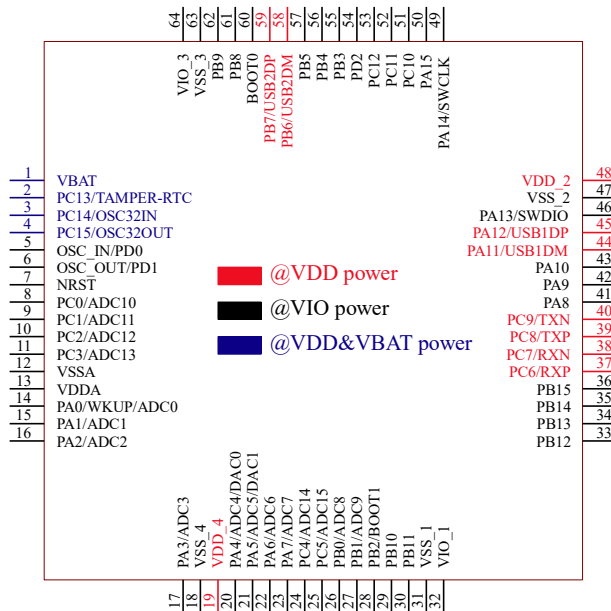 64 63 62 61 60 59 58 57 56 55 54 53 52 51 50 49
VIO_3
VSS_3
PB9
PB8
BOOT0
PB7/USB2DP
PB6/USB2DM
PB5
PB4
PB3
PD2
PC12
PC11
PC10
PA15
PA14/SWCLK
1 VBAT
2 PC13/TAMPER-RTC
3 PC14/OSC32IN
4 PC15/OSC32OUT
5 OSC_IN/PD0
6 OSC_OUT/PD1
7 NRST
8 PC0/ADC10
9 PC1/ADC11
10 PC2/ADC12
11 PC3/ADC13
12 VSSA
13 VDDA
14 PA0/WKUP/ADC0
15 PA1/ADC1
16 PA2/ADC2
@VDD power
@VIO power
@VDD&VBAT power
VDD_2 48
VSS_2 47
PA13/SWDIO 46
PA12/USB1DP 45
PA11/USB1DM 44
PA10 43
PA9 42
PA8 41
PC9/TXN 40
PC8/TXP 39
PC7/RXN 38
PC6/RXP 37
PB15 36
PB14 35
PB13 34
PB12 33
PA3/ADC3
VSS_4
VDD_4
PA4/ADC4/DAC0
PA5/ADC5/DAC1
PA6/ADC6
PA7/ADC7
PC4/ADC14
PC5/ADC15
PB0/ADC8
PB1/ADC9
PB2/BOOT1
PB10
PB11
VSS_1
VIO_1
17 18 19 20 21 22 23 24 25 26 27 28 29 30 31 32